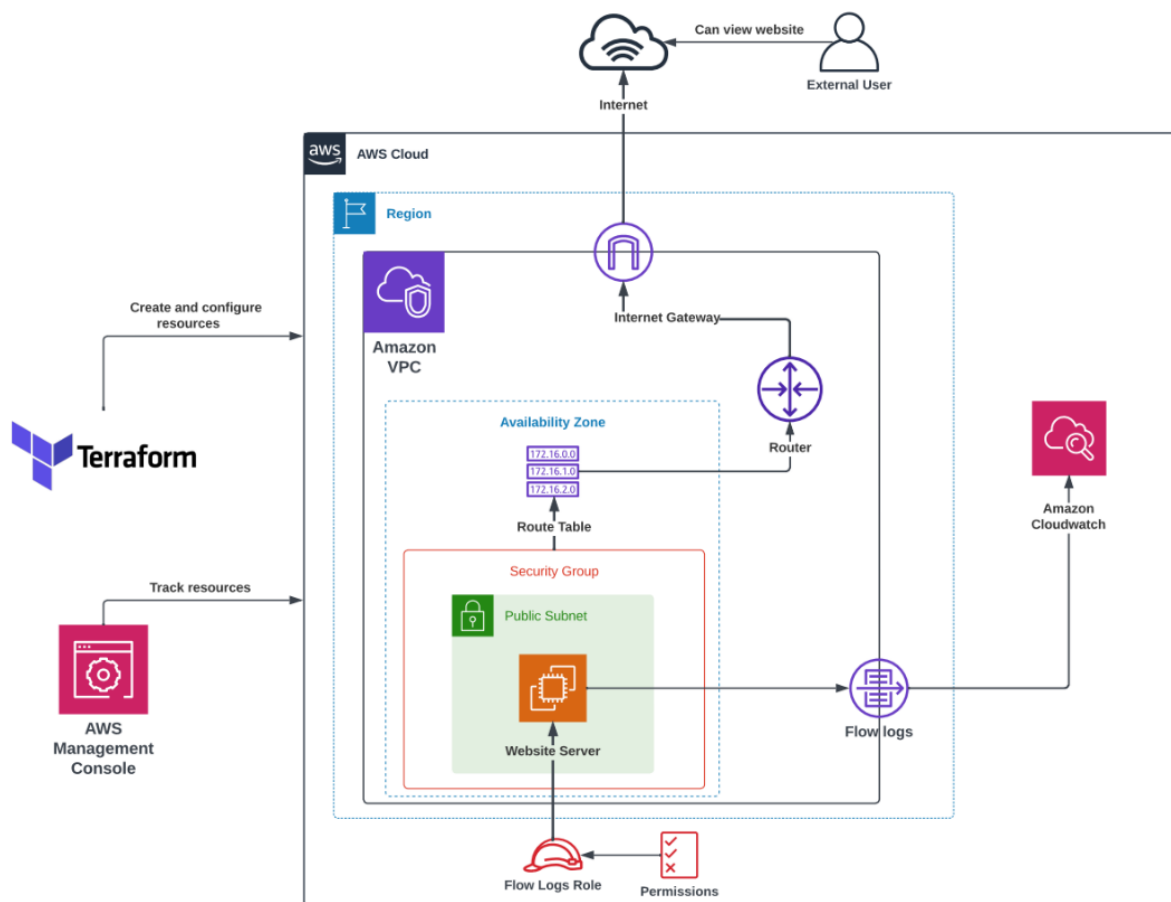 Can view website
External User
Internet
aws
AWS Cloud
Region
Create and configure
resources
Internet Gateway
Amazon
VPC
Terraform
Availability Zone
172.16.0.0
172.16.1.0
172.16.2.0
Router
Route Table
Amazon
Cloudwatch
Security Group
Track resources
Public Subnet
AWS
Management
Console
Website Server
Flow logs
Flow Logs Role
Permissions